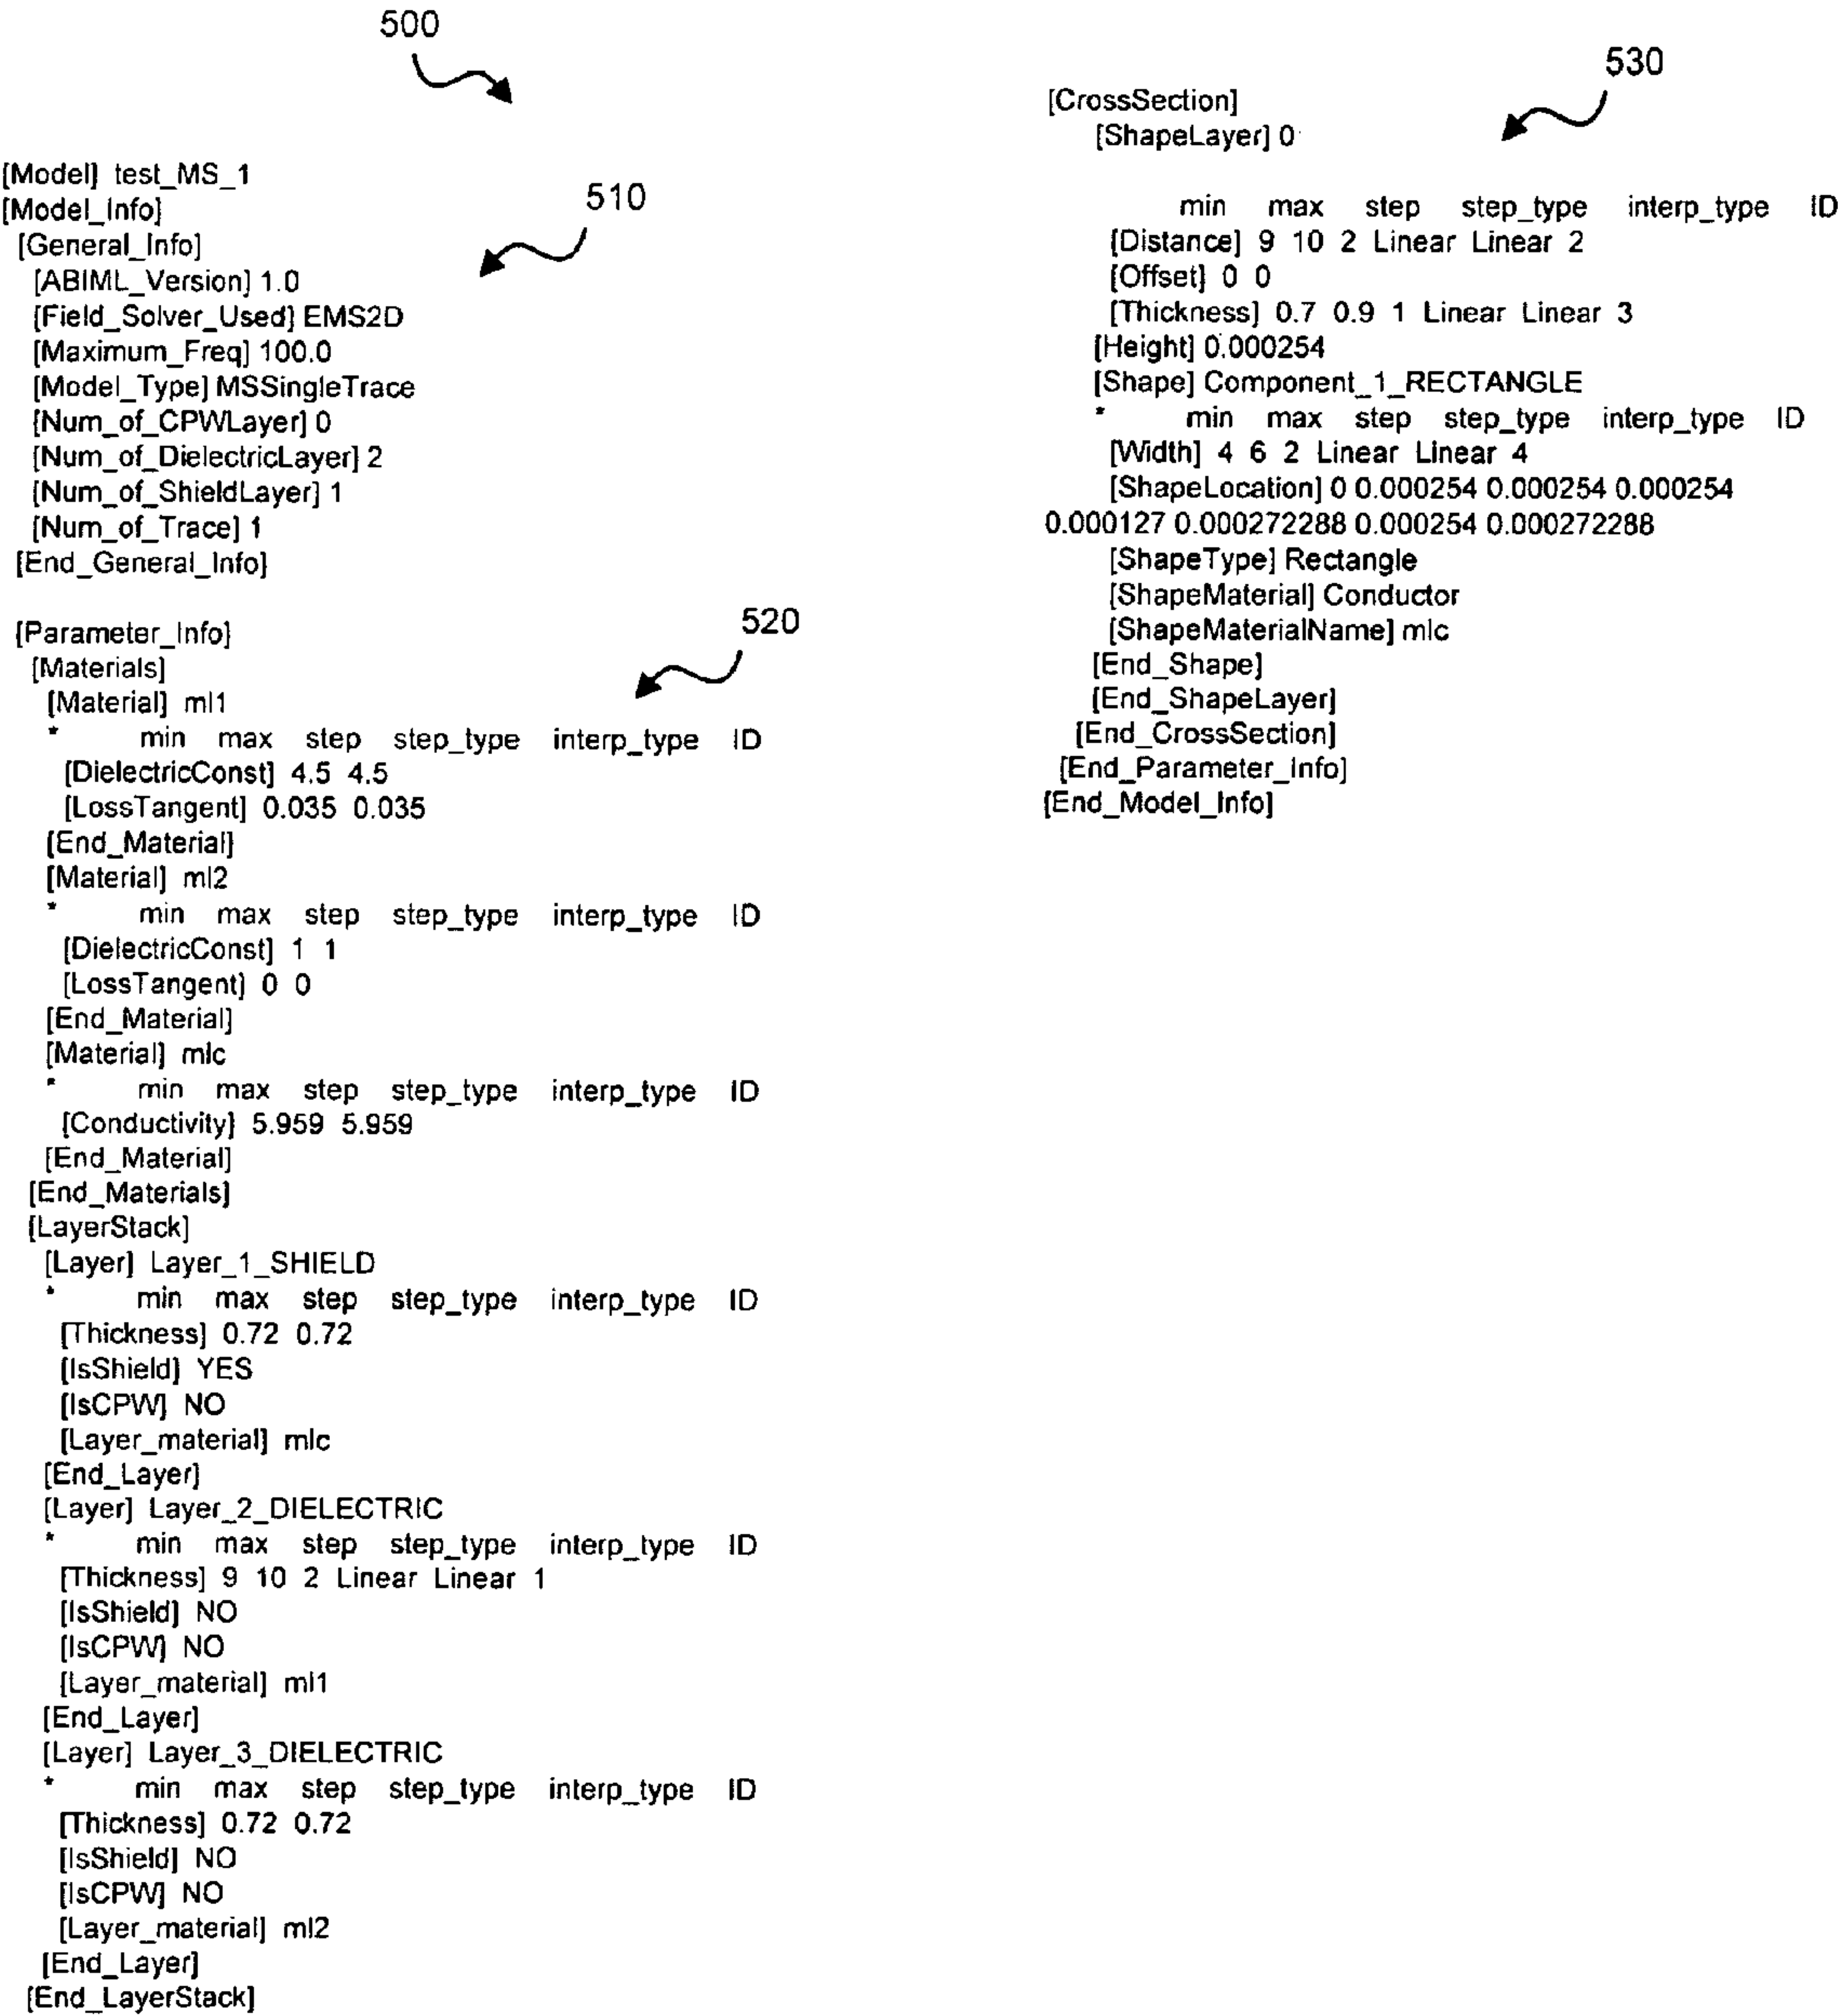 500
[Model] test_MS_1
[Model_Info]
510
[General_Info]
[ABIML_Version] 1.0
[Field_Solver_Used] EMS2D
[Maximum_Freq] 100.0
[Model_Type] MSSingleTrace
[Num_of_CPWLayer] 0
[Num_of_DielectricLayer] 2
[Num_of_ShieldLayer] 1
[Num_of_Trace] 1
[End_General_Info]
520
[Parameter_Info]
[Materials]
[Material] ml1
* min max step step_type interp_type ID
[DielectricConst] 4.5 4.5
[LossTangent] 0.035 0.035
[End_Material]
[Material] ml2
* min max step step_type interp_type ID
[DielectricConst] 1 1
[LossTangent] 0 0
[End_Material]
[Material] mlc
* min max step step_type interp_type ID
[Conductivity] 5.959 5.959
[End_Material]
[End_Materials]
[LayerStack]
[Layer] Layer_1_SHIELD
* min max step step_type interp_type ID
[Thickness] 0.72 0.72
[IsShield] YES
[IsCPW] NO
[Layer_material] mlc
[End_Layer]
[Layer] Layer_2_DIELECTRIC
* min max step step_type interp_type ID
[Thickness] 9 10 2 Linear Linear 1
[IsShield] NO
[IsCPW] NO
[Layer_material] ml1
[End_Layer]
[Layer] Layer_3_DIELECTRIC
* min max step step_type interp_type ID
[Thickness] 0.72 0.72
[IsShield] NO
[IsCPW] NO
[Layer_material] ml2
[End_Layer]
[End_LayerStack]
530
[CrossSection]
[ShapeLayer] 0
min max step step_type interp_type ID
[Distance] 9 10 2 Linear Linear 2
[Offset] 0 0
[Thickness] 0.7 0.9 1 Linear Linear 3
[Height] 0.000254
[Shape] Component_1_RECTANGLE
* min max step step_type interp_type ID
[Width] 4 6 2 Linear Linear 4
[ShapeLocation] 0 0.000254 0.000254 0.000254
0.000127 0.000272288 0.000254 0.000272288
[ShapeType] Rectangle
[ShapeMaterial] Conductor
[ShapeMaterialName] mlc
[End_Shape]
[End_ShapeLayer]
[End_CrossSection]
[End_Parameter_Info]
[End_Model_Info]